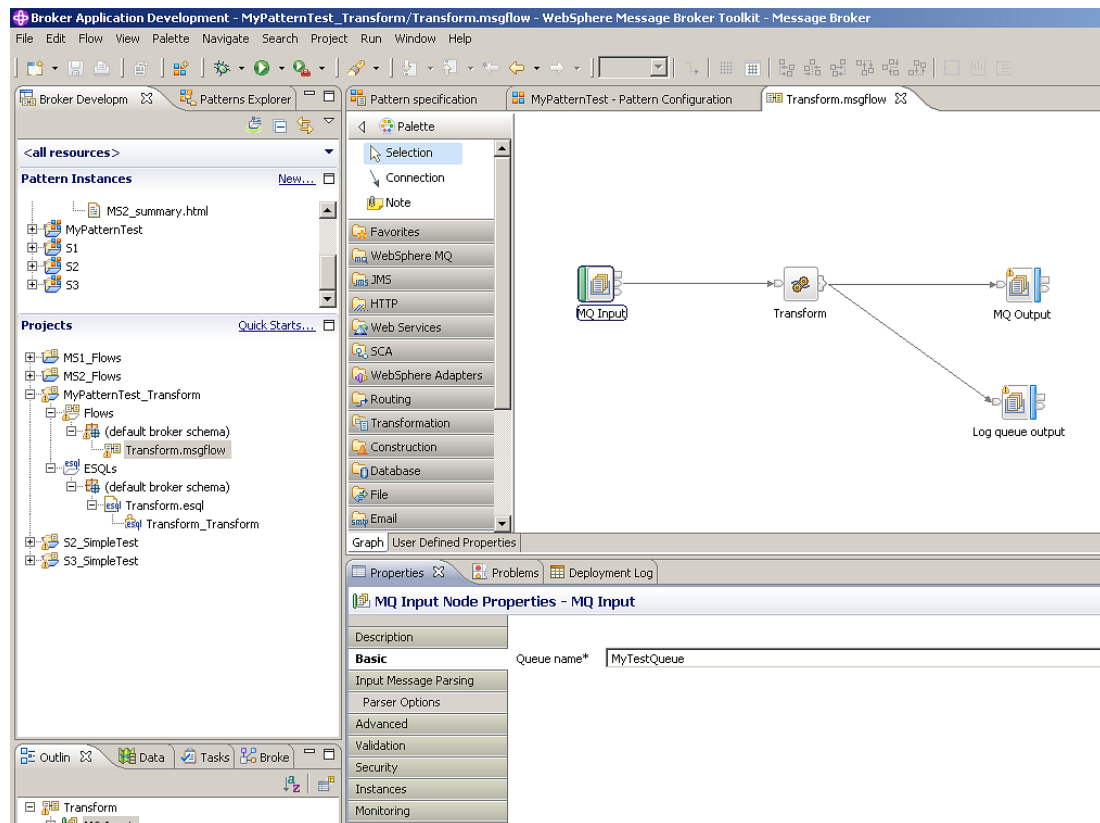 Broker Application Development - MyPatternTest_Transform/Transform.msgflow - WebSphere Message Broker Toolkit - Message Broker
File Edit Flow View Palette Navigate Search Project Run Window Help
Broker Developm Patterns Explorer
<all resources>
Pattern Instances New...
MS2_summary.html
MyPatternTest
S1
S2
S3
Projects Quick Starts...
MS1_Flows
MS2_Flows
MyPatternTest_Transform
Flows
(default broker schema)
Transform.msgflow
esql ESQLs
(default broker schema)
esql Transform.esql
esql Transform_Transform
S2_SimpleTest
S3_SimpleTest
Outlin Data Tasks Broke
Transform
Pattern specification MyPatternTest - Pattern Configuration Transform.msgflow
Palette
Selection
Connection
Note
Favorites
WebSphere MQ
JMS
HTTP
Web Services
SCA
WebSphere Adapters
Routing
Transformation
Construction
Database
File
Email
MQ Input
Transform
MQ Output
Log queue output
Graph User Defined Properties
Properties Problems Deployment Log
MQ Input Node Properties - MQ Input
Description
Basic
Queue name* MyTestQueue
Input Message Parsing
Parser Options
Advanced
Validation
Security
Instances
Monitoring